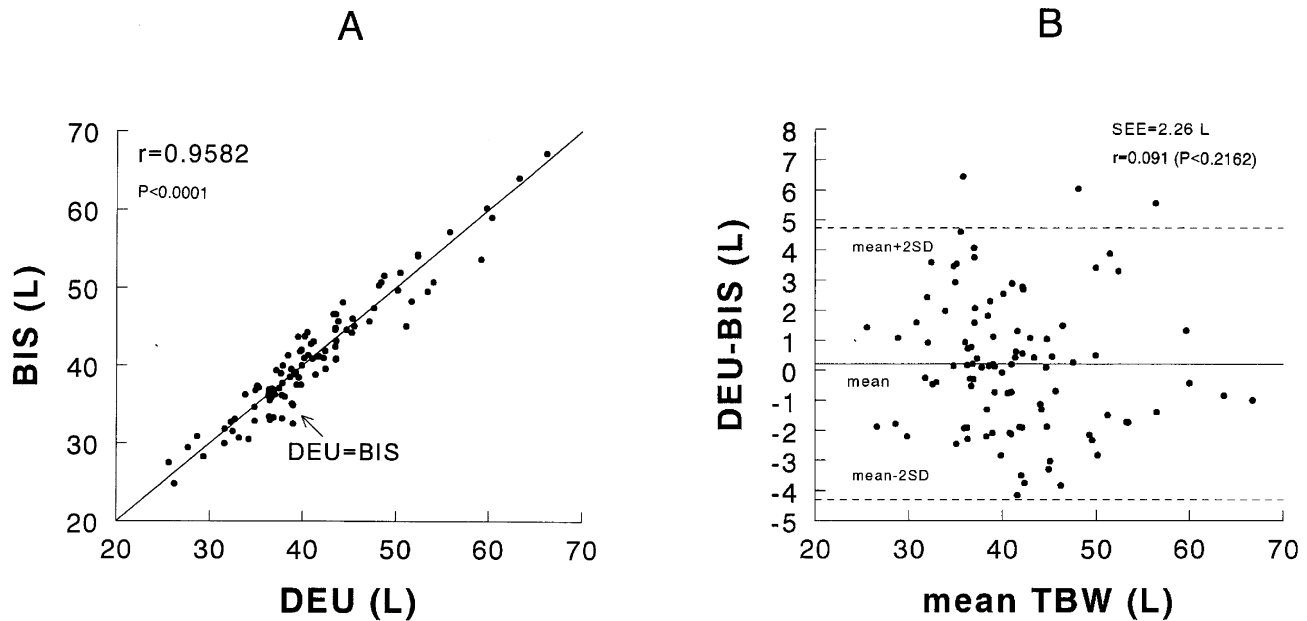 A
70
60
50
40
30
20
BIS (L)
r=0.9582
P<0.0001
DEU=BIS
20 30 40 50 60 70
DEU (L)
B
8
7
6
5
4
3
2
1
0
-1
-2
-3
-4
-5
DEU-BIS (L)
SEE=2.26 L
r=0.091 (P<0.2162)
mean+2SD
mean
mean-2SD
20 30 40 50 60 70
mean TBW (L)